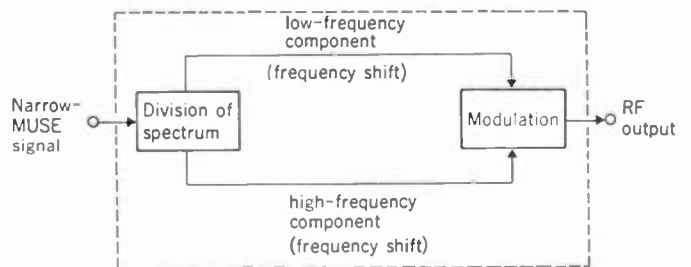 low-frequency
component
(frequency shift)
Narrow-
MUSE
signal
Division of
spectrum
Modulation
RF
output
high-frequency
component
(frequency shift)